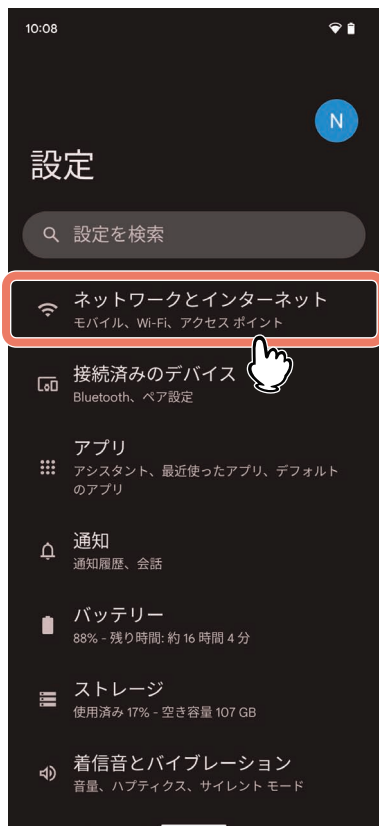 10:08
N
設定
設定を検索
ネットワークとインターネット
モバイル、Wi-Fi、アクセス ポイント
接続済みのデバイス
Bluetooth、ペア設定
アプリ
アシスタント、最近使ったアプリ、デフォルト
のアプリ
通知
通知履歴、会話
バッテリー
88% - 残り時間: 約 16 時間 4 分
ストレージ
使用済み 17% - 空き容量 107 GB
着信音とバイブレーション
音量、ハプティクス、サイレント モード